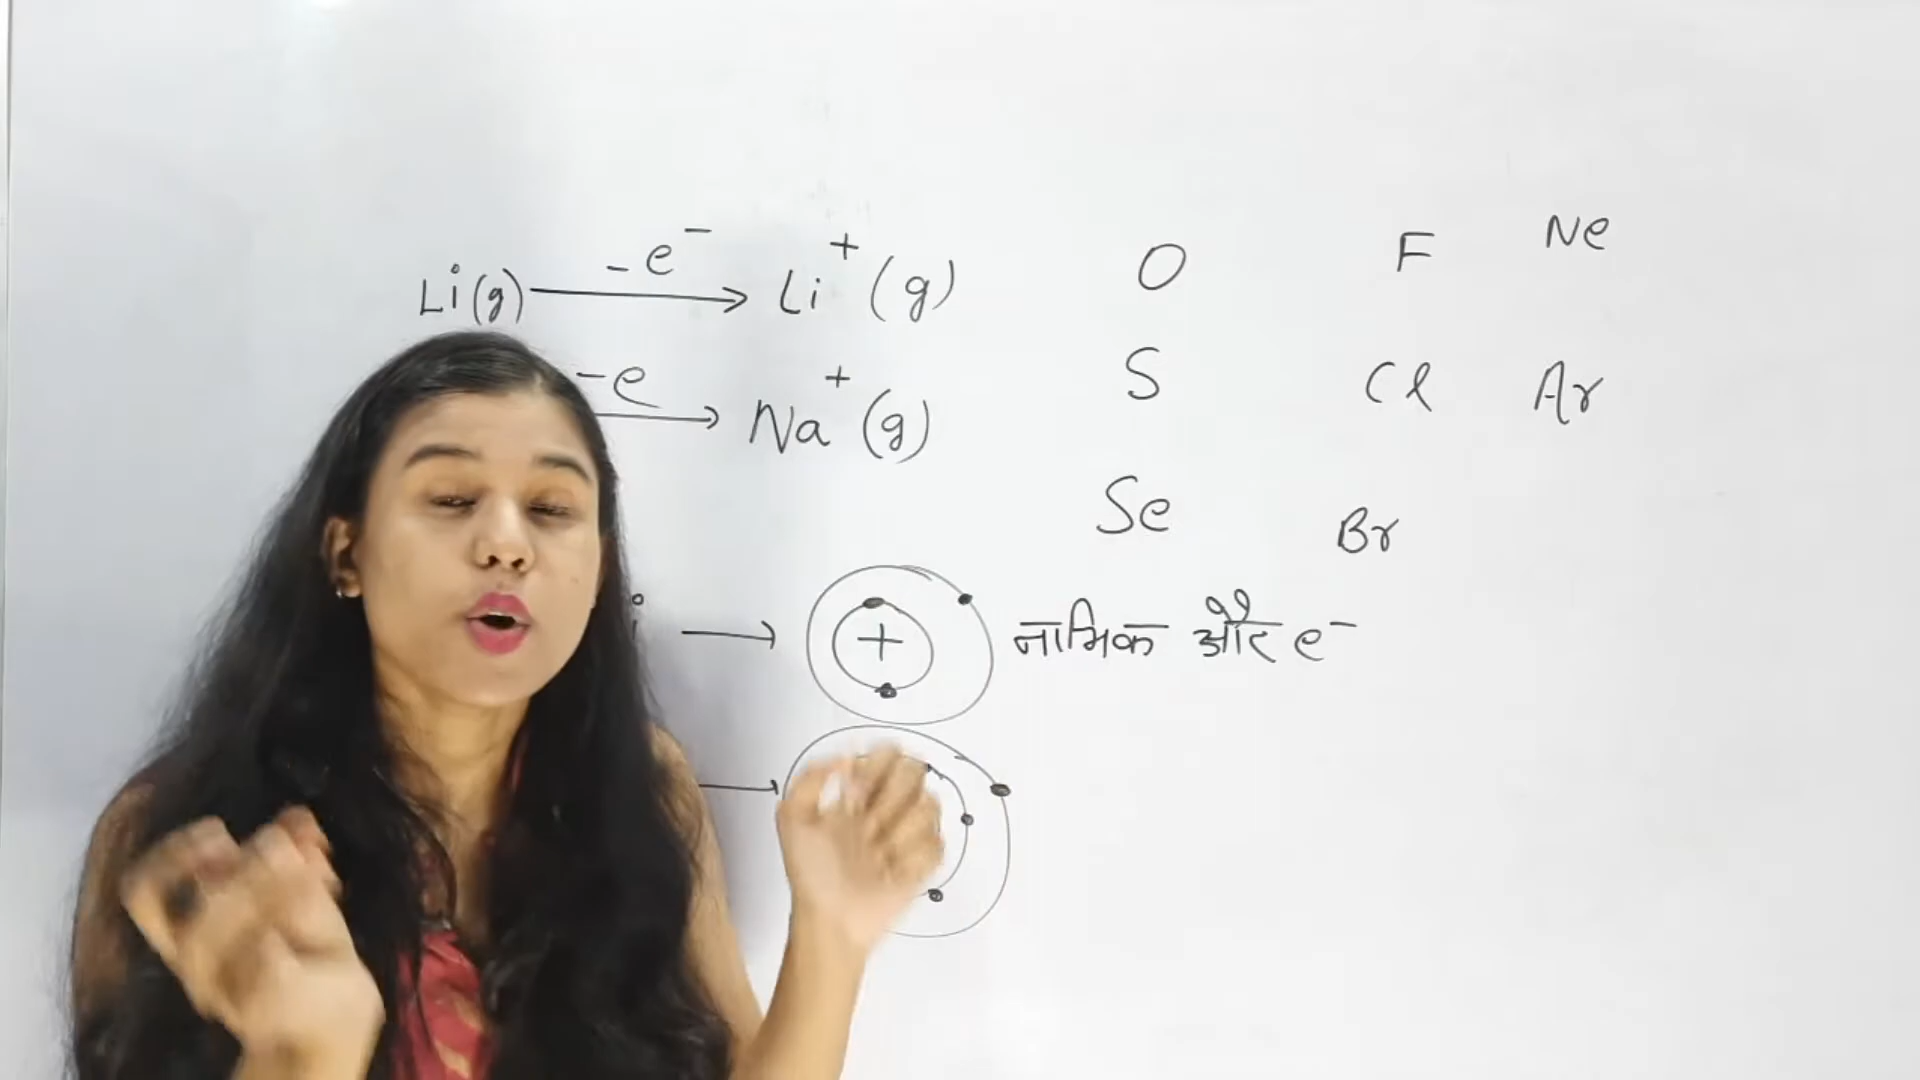 Li(g) —-e⁻→ Li⁺(g)
-e→ Na⁺(g)
O F Ne
S Cl Ar
Se Br
i → + नाभिक और e⁻
→